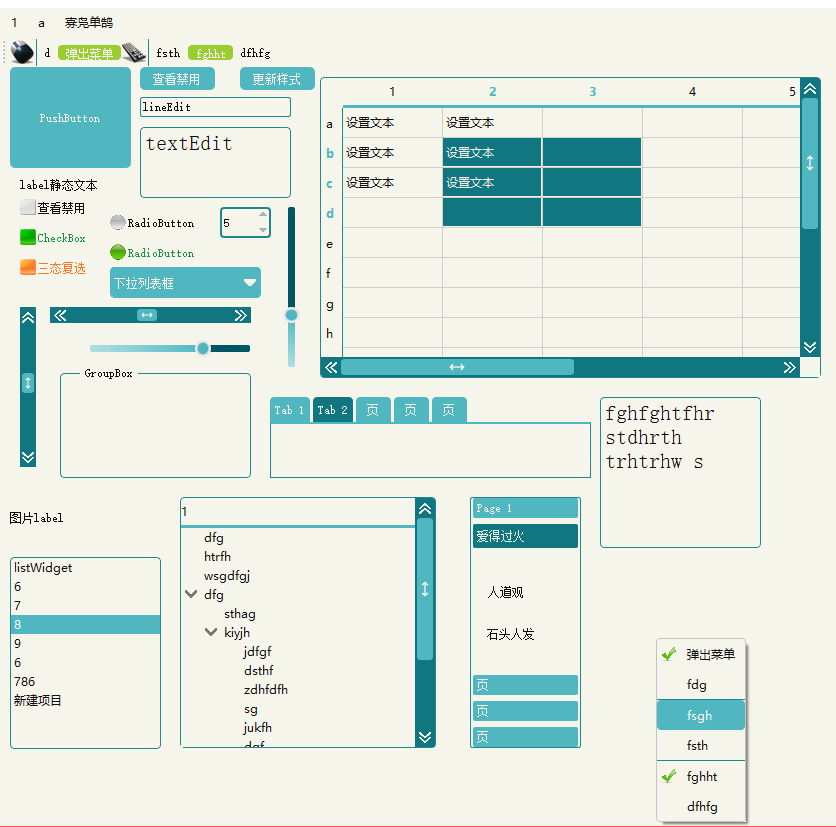 1 a 寡凫单鹄
d 弹出菜单 fsth fghht dfhfg
PushButton
查看禁用 更新样式
lineEdit
textEdit
label静态文本
查看禁用
CheckBox
三态复选
RadioButton
RadioButton
5
下拉列表框
GroupBox
1 2 3 4 5
a 设置文本 设置文本
b 设置文本 设置文本
c 设置文本 设置文本
d
e
f
g
h
Tab 1 Tab 2 页 页 页
fghfghtfhr
stdhrth
trhtrhw s
图片label
listWidget
6
7
8
9
6
786
新建项目
1
dfg
htrfh
wsgdfgj
dfg
sthag
kiyjh
jdfgf
dsthf
zdhfdfh
sg
jukfh
dgf
Page 1
爱得过火
人道观
石头人发
页
页
页
弹出菜单
fdg
fsgh
fsth
fghht
dfhfg